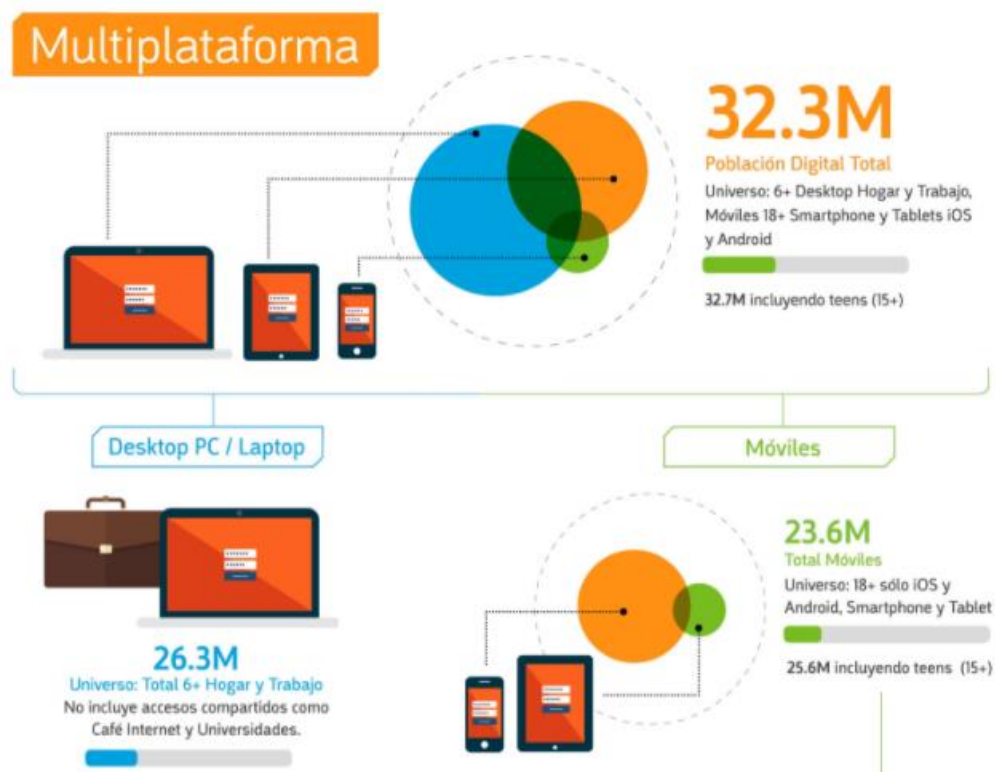 Multiplataforma
32.3M
Población Digital Total
Universo: 6+ Desktop Hogar y Trabajo,
Móviles 18+ Smartphone y Tablets iOS
y Android
32.7M incluyendo teens (15+)
Desktop PC / Laptop
26.3M
Universo: Total 6+ Hogar y Trabajo
No incluye accesos compartidos como
Café Internet y Universidades.
Móviles
23.6M
Total Móviles
Universo: 18+ sólo iOS y
Android, Smartphone y Tablet
25.6M incluyendo teens (15+)